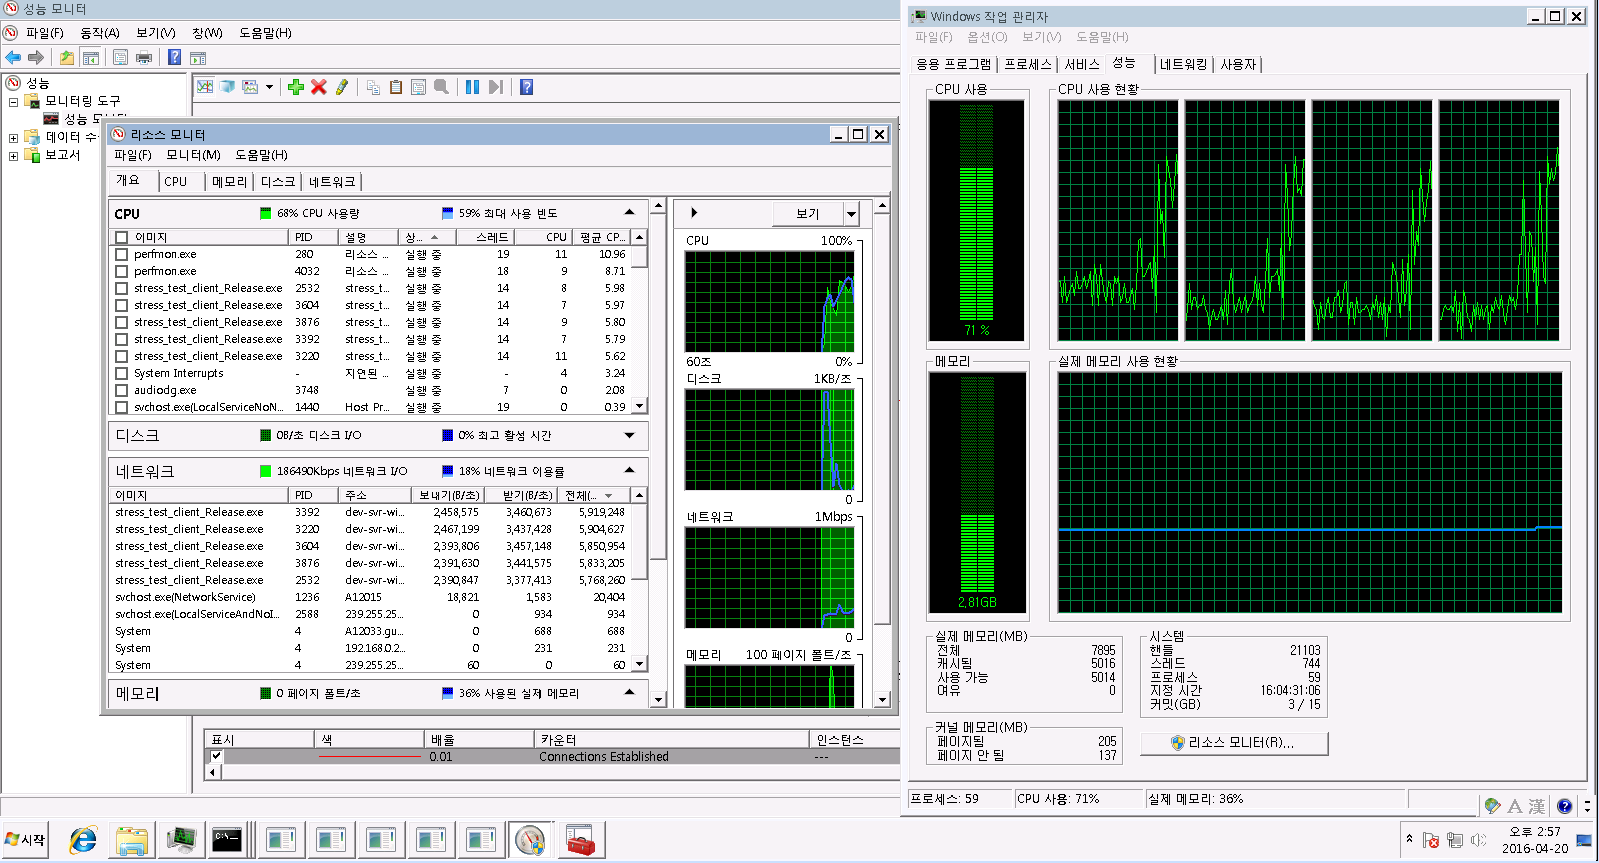 성능 모니터
파일(F) 동작(A) 보기(V) 창(W) 도움말(H)
성능
모니터링 도구
성능 모니터
데이터 수
보고서
리소스 모니터
파일(F) 모니터(M) 도움말(H)
개요 CPU 메모리 디스크 네트워크
CPU 68% CPU 사용량 59% 최대 사용 빈도
이미지 PID 설명 상... 스레드 CPU 평균 CP...
perfmon.exe 280 리소스 ... 실행 중 19 11 10.96
perfmon.exe 4032 리소스 ... 실행 중 18 9 8.71
stress_test_client_Release.exe 2532 stress_t... 실행 중 14 8 5.98
stress_test_client_Release.exe 3604 stress_t... 실행 중 14 7 5.97
stress_test_client_Release.exe 3876 stress_t... 실행 중 14 9 5.80
stress_test_client_Release.exe 3392 stress_t... 실행 중 14 7 5.79
stress_test_client_Release.exe 3220 stress_t... 실행 중 14 11 5.62
System Interrupts - 지연된 ... 실행 중 - 4 3.24
audiodg.exe 3748 실행 중 7 0 2.08
svchost.exe(LocalServiceNoN... 1440 Host Pr... 실행 중 19 0 0.39
디스크 0B/초 디스크 I/O 0% 최고 활성 시간
네트워크 186490Kbps 네트워크 I/O 18% 네트워크 이용률
이미지 PID 주소 보내기(B/초) 받기(B/초) 전체(...
stress_test_client_Release.exe 3392 dev-svr-wi... 2,458,575 3,460,673 5,919,248
stress_test_client_Release.exe 3220 dev-svr-wi... 2,467,199 3,437,428 5,904,627
stress_test_client_Release.exe 3604 dev-svr-wi... 2,393,806 3,457,148 5,850,954
stress_test_client_Release.exe 3876 dev-svr-wi... 2,391,630 3,441,575 5,833,205
stress_test_client_Release.exe 2532 dev-svr-wi... 2,390,847 3,377,413 5,768,260
svchost.exe(NetworkService) 1236 A12015 18,821 1,583 20,404
svchost.exe(LocalServiceAndNoI... 2588 239.255.25... 0 934 934
System 4 A12033.gu... 0 688 688
System 4 192.168.0.2... 0 231 231
System 4 239.255.25... 60 0 60
메모리 0 페이지 폴트/초 36% 사용된 실제 메모리
보기
CPU 100%
60초 0%
디스크 1KB/초
0
네트워크 1Mbps
0
메모리 100 페이지 폴트/초
표시 색 배율 카운터 인스턴스
0.01 Connections Established ---
Windows 작업 관리자
파일(F) 옵션(O) 보기(V) 도움말(H)
응용 프로그램 프로세스 서비스 성능 네트워킹 사용자
CPU 사용 CPU 사용 현황
71 %
메모리 실제 메모리 사용 현황
2.81GB
실제 메모리(MB)
전체 7895
캐시됨 5016
사용 가능 5014
여유 0
시스템
핸들 21103
스레드 744
프로세스 59
지정 시간 16:04:31:06
커밋(GB) 3 / 15
커널 메모리(MB)
페이지됨 205
페이지 안 됨 137
리소스 모니터(R)...
프로세스: 59 CPU 사용: 71% 실제 메모리: 36%
A 漢
시작
C:\
오후 2:57
2016-04-20